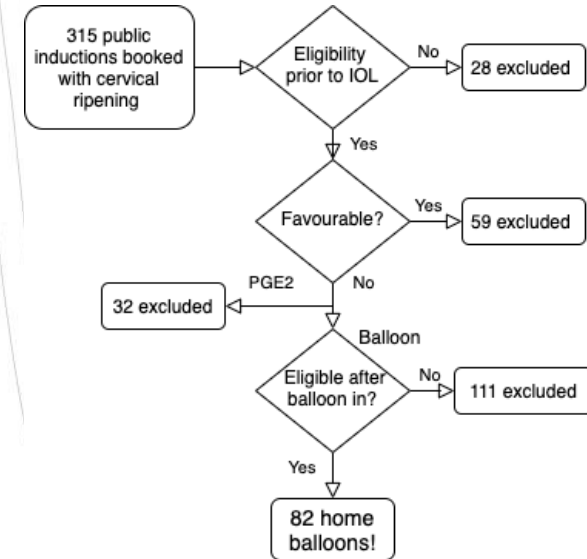 315 public
inductions booked
with cervical
ripening
Eligibility
prior to IOL
No
28 excluded
Yes
Favourable?
Yes
59 excluded
PGE2
No
32 excluded
Balloon
Eligible after
balloon in?
No
111 excluded
Yes
82 home
balloons!